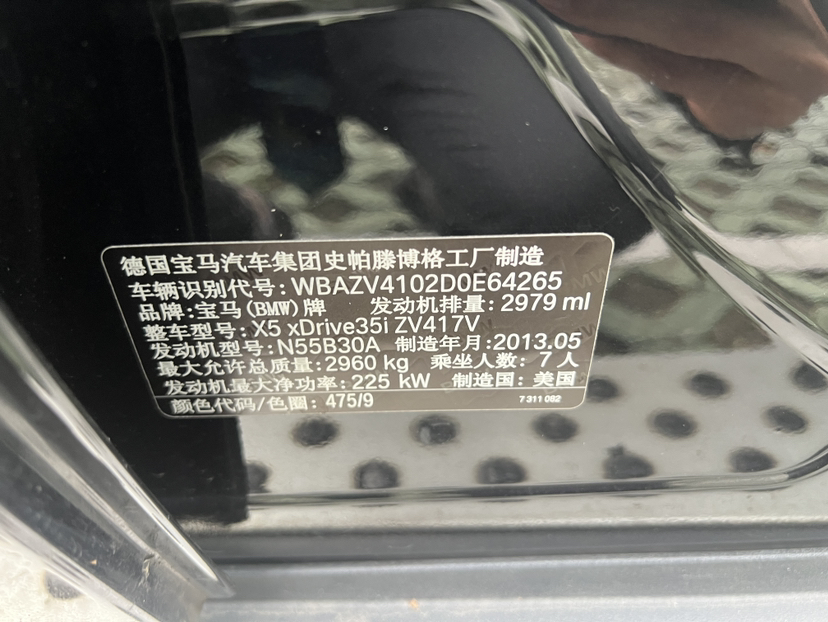 德国宝马汽车集团史帕滕博格工厂制造
车辆识别代号: WBAZV4102D0E64265
品牌: 宝马(BMW)牌 发动机排量: 2979 ml
整车型号: X5 xDrive35i ZV417V
发动机型号: N55B30A 制造年月: 2013.05
最大允许总质量: 2960 kg 乘坐人数: 7 人
发动机最大净功率: 225 kW 制造国: 美国
颜色代码/色圈: 475/9 7 311 082